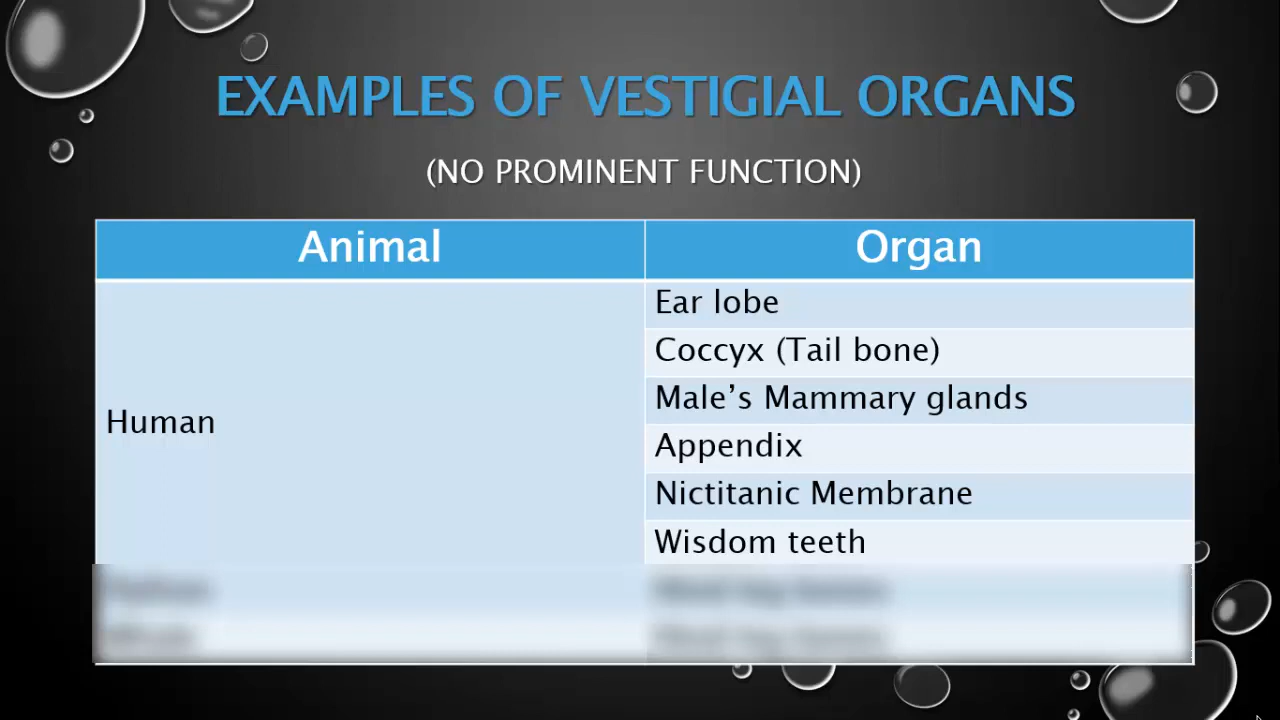 EXAMPLES OF VESTIGIAL ORGANS
(NO PROMINENT FUNCTION)
Animal Organ
Ear lobe
Coccyx (Tail bone)
Male’s Mammary glands
Human
Appendix
Nictitanic Membrane
Wisdom teeth